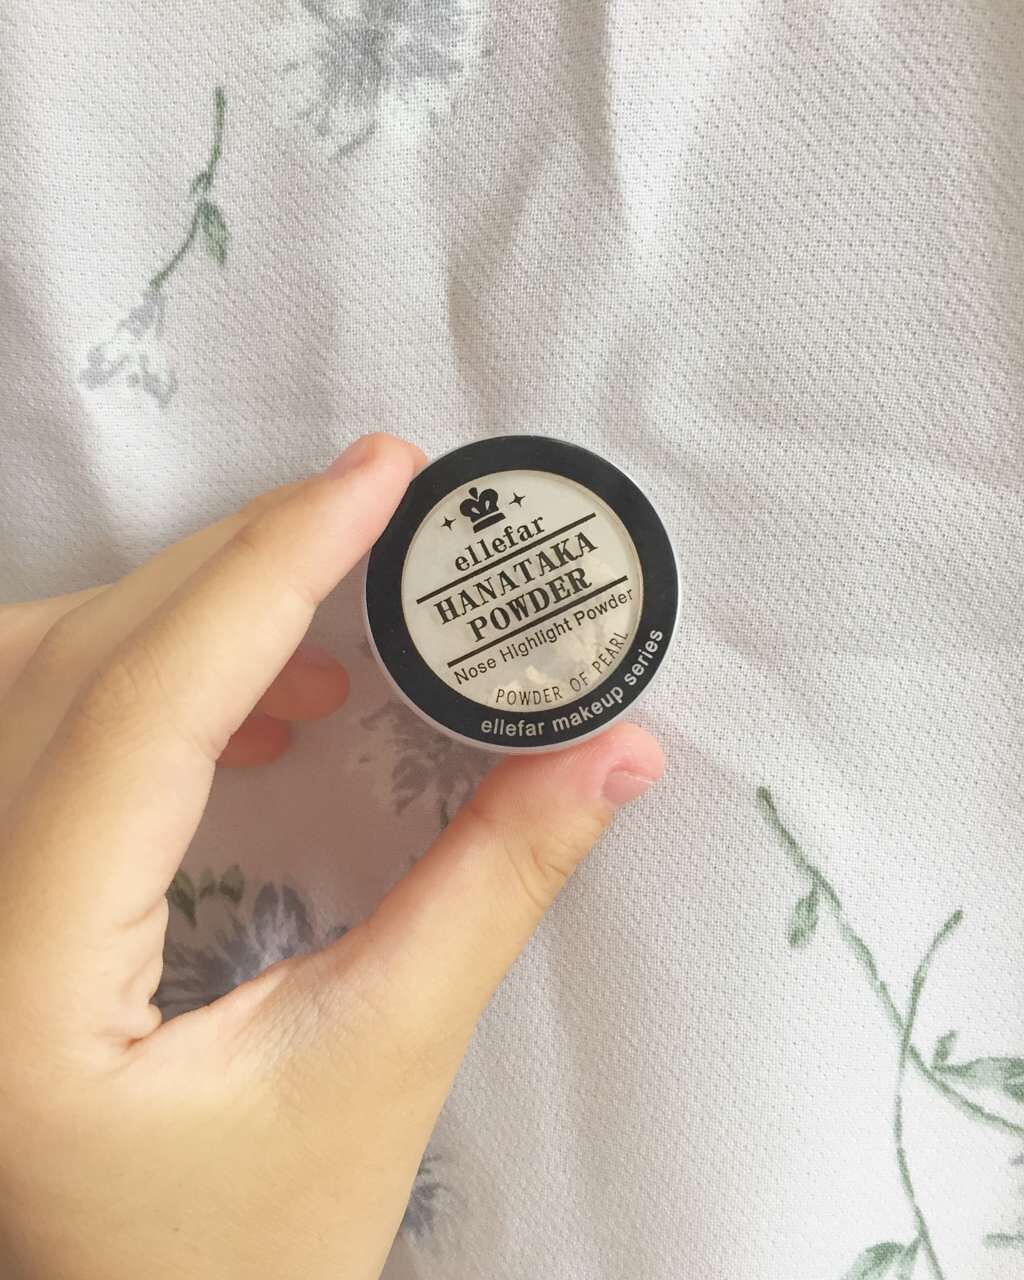 ellefar
HANATAKA
POWDER
Nose Highlight Powder
POWDER OF PEARL
ellefar makeup series